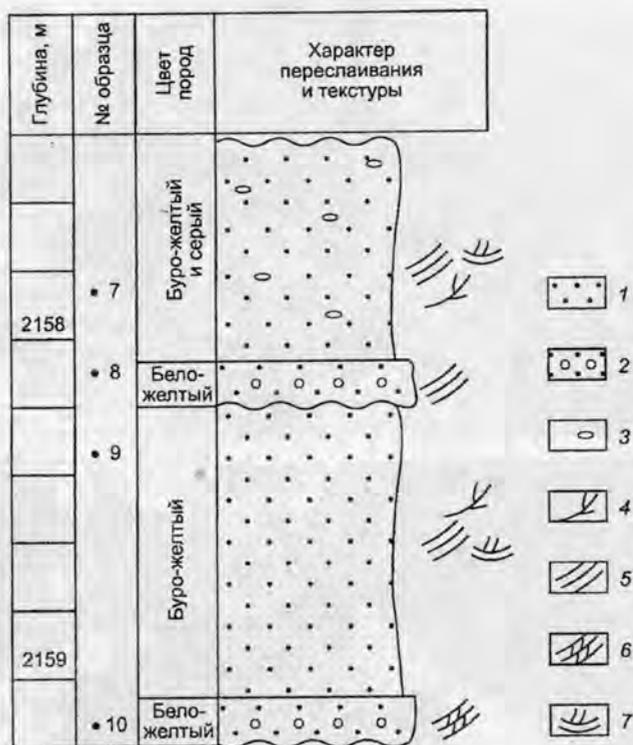 Глубина, м
№ образца
Цвет
пород
Характер
переслаивания
и текстуры
Буро-желтый
и серый
7
2158
8
Бело-
желтый
9
Буро-желтый
2159
10
Бело-
желтый
1
2
3
4
5
6
7